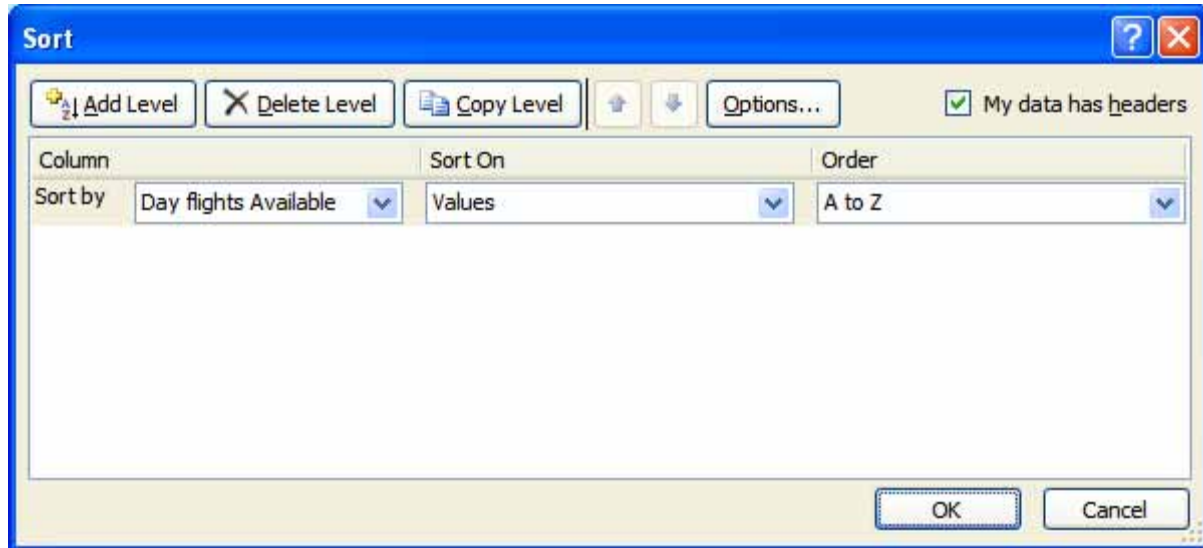 Sort
Add Level Delete Level Copy Level Options... My data has headers
Column Sort On Order
Sort by Day flights Available Values A to Z
OK Cancel